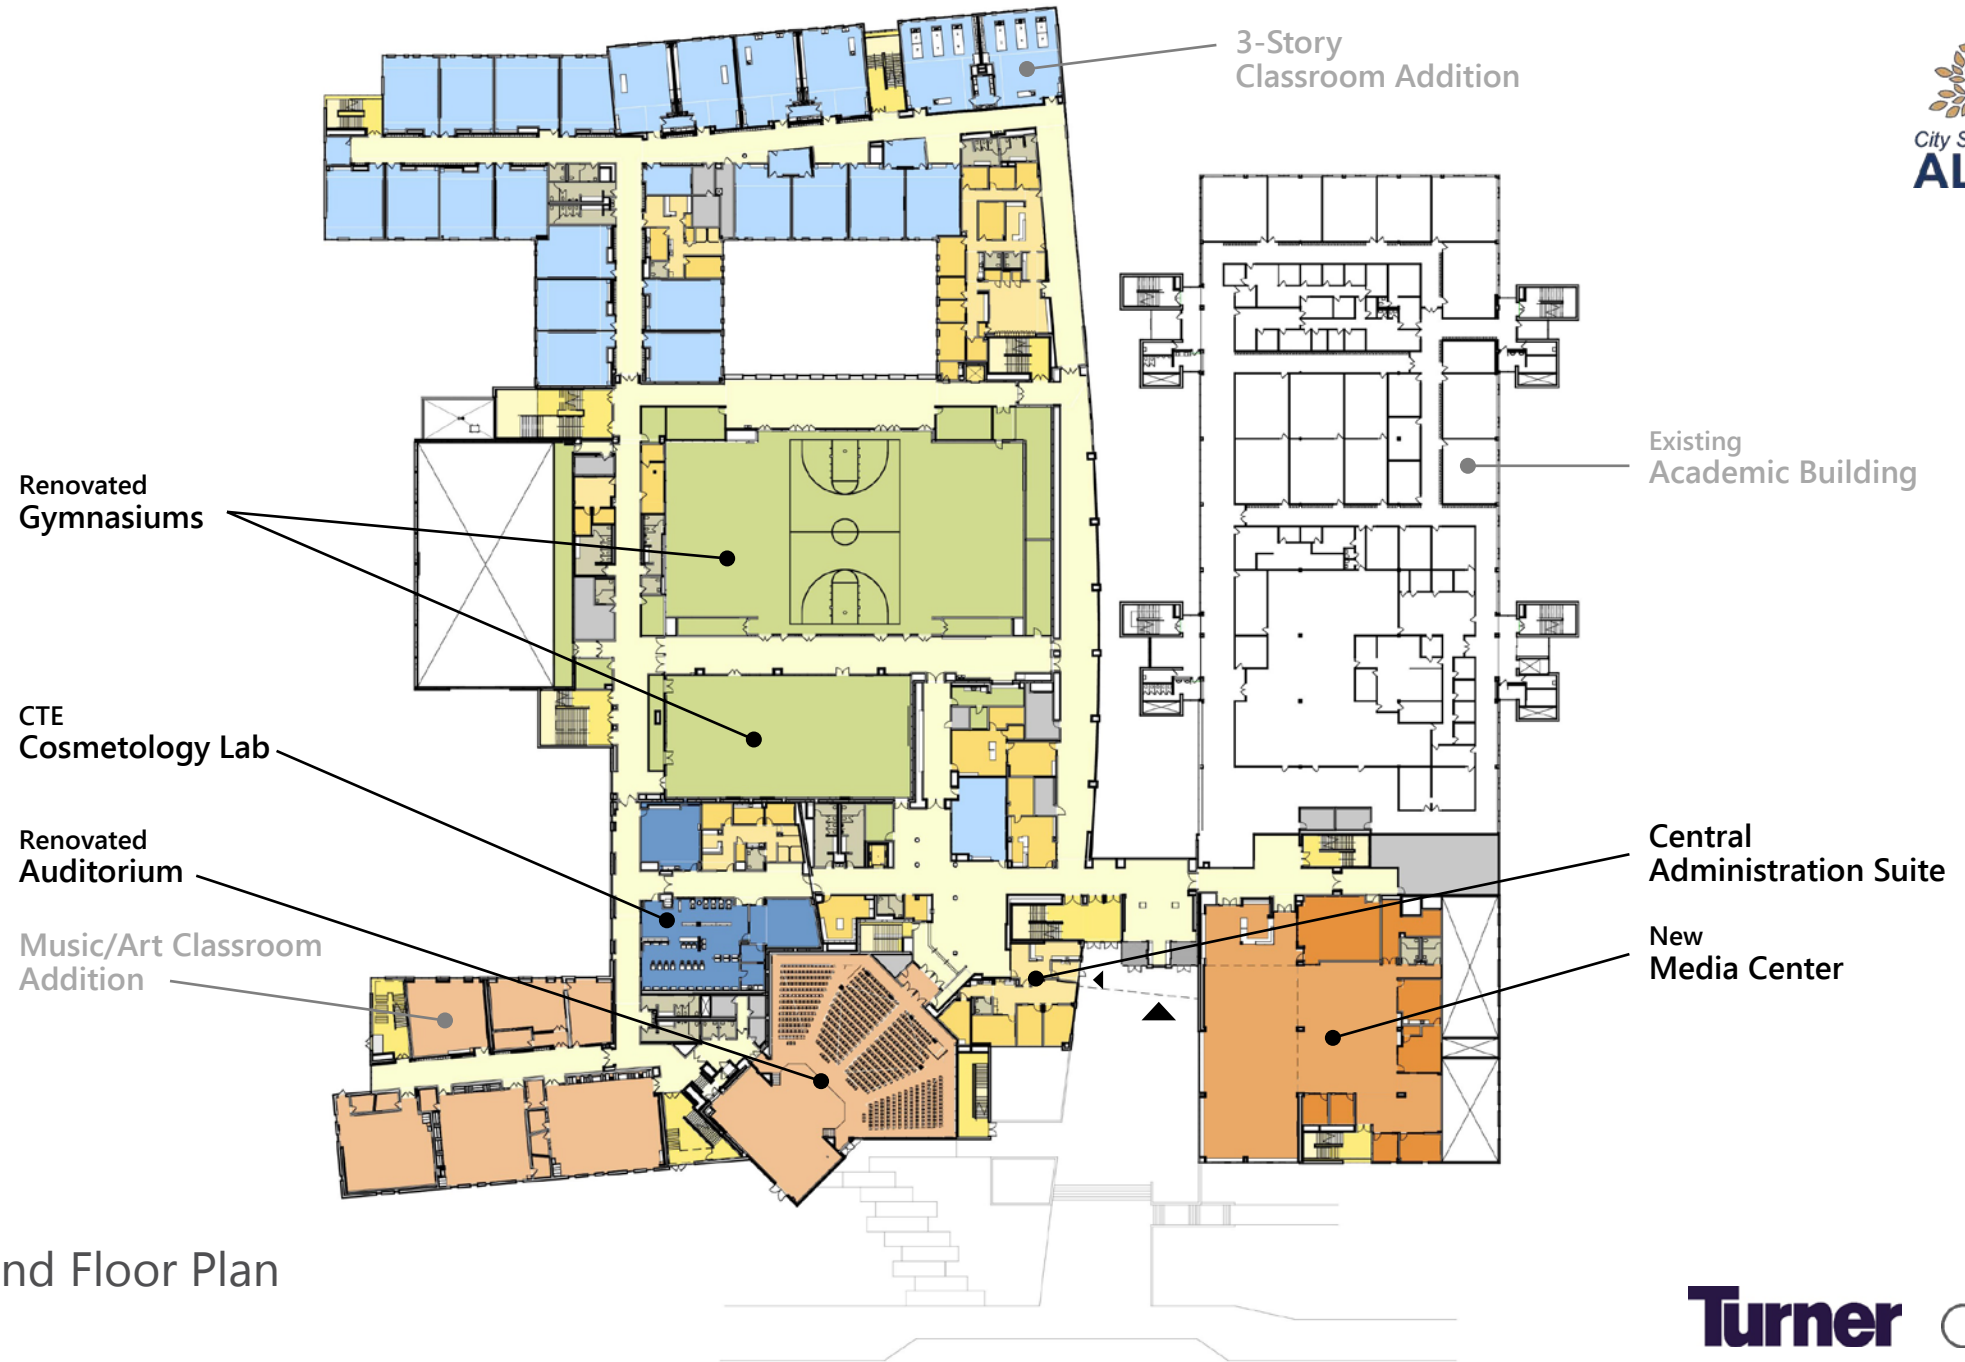 3-Story
Classroom Addition
City S
AL
Existing
Academic Building
Renovated
Gymnasiums
CTE
Cosmetology Lab
Renovated
Auditorium
Central
Administration Suite
Music/Art Classroom
Addition
New
Media Center
nd Floor Plan
Turner